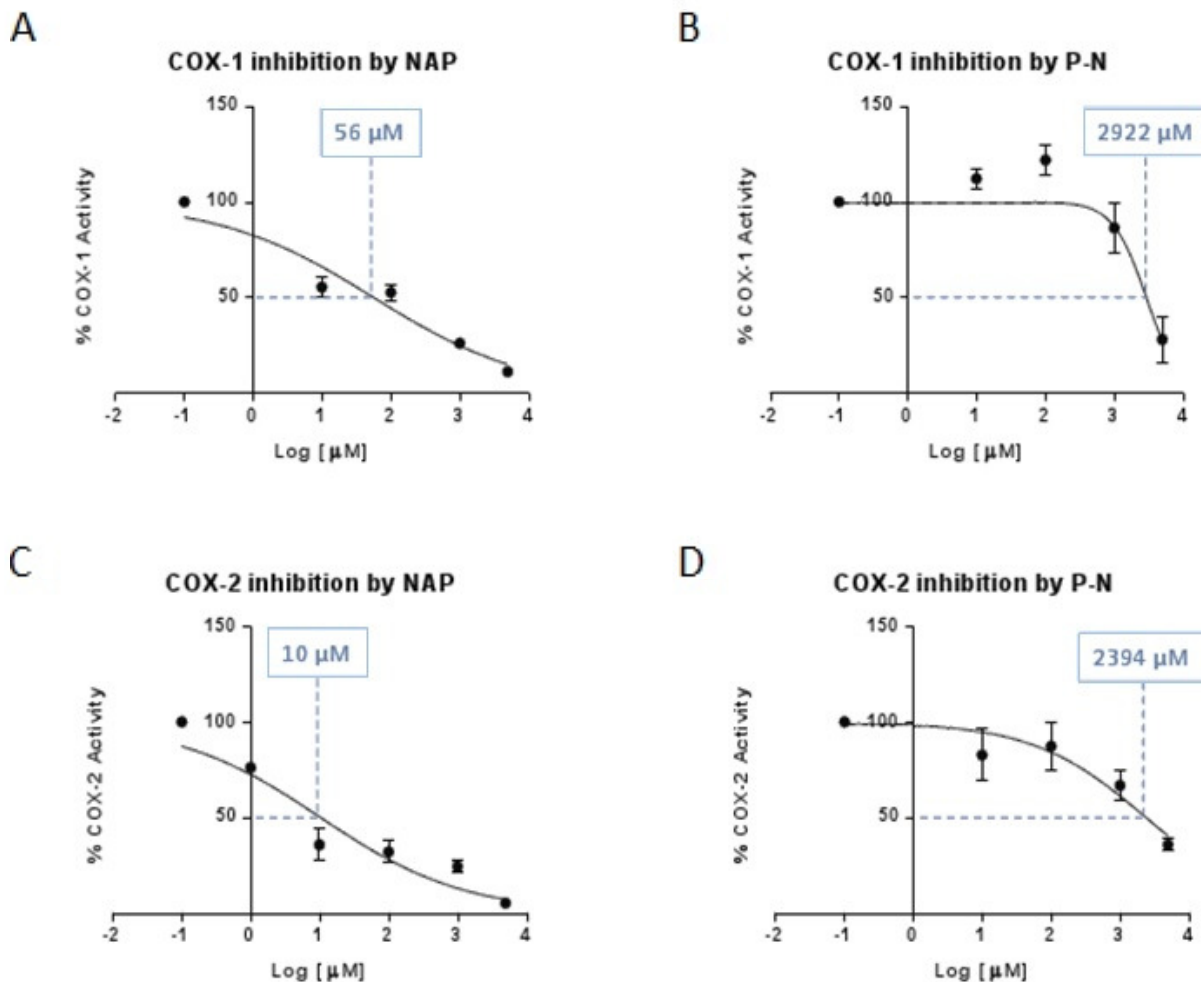 A
COX-1 inhibition by NAP
150
56 µM
100
50
% COX-1 Activity
-2 -1 0 1 2 3 4
Log [ µM]
B
COX-1 inhibition by P-N
150
2922 µM
100
50
% COX-1 Activity
-2 -1 0 1 2 3 4
Log [ µM]
C
COX-2 inhibition by NAP
150
10 µM
100
50
% COX-2 Activity
-2 -1 0 1 2 3 4
Log [ µM]
D
COX-2 inhibition by P-N
150
2394 µM
100
50
% COX-2 Activity
-2 -1 0 1 2 3 4
Log [ µM]